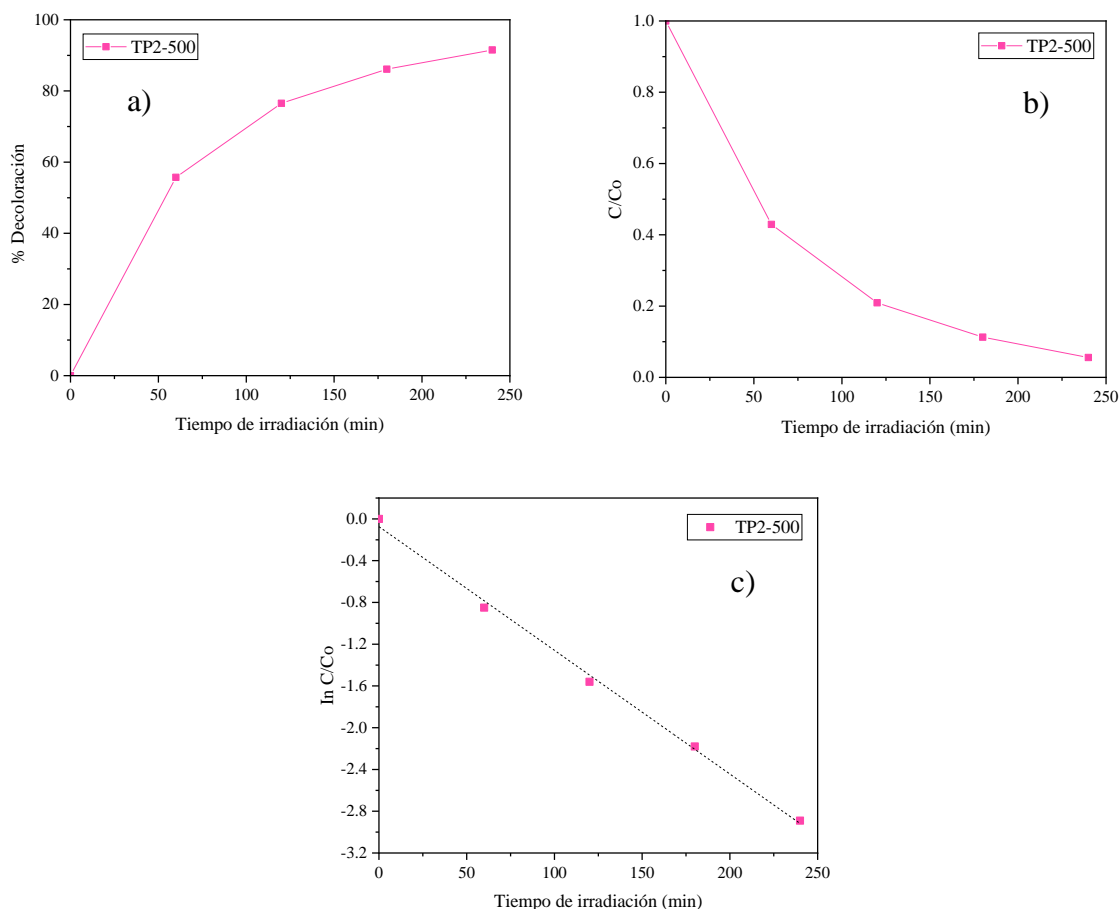 100
80
60
40
20
0
% Decoloración
TP2-500
a)
0 50 100 150 200 250
Tiempo de irradiación (min)
1.0
0.8
0.6
0.4
0.2
0.0
C/Co
TP2-500
b)
0 50 100 150 200 250
Tiempo de irradiación (min)
0.0
-0.4
-0.8
-1.2
-1.6
-2.0
-2.4
-2.8
-3.2
In C/Co
TP2-500
c)
0 50 100 150 200 250
Tiempo de irradiación (min)